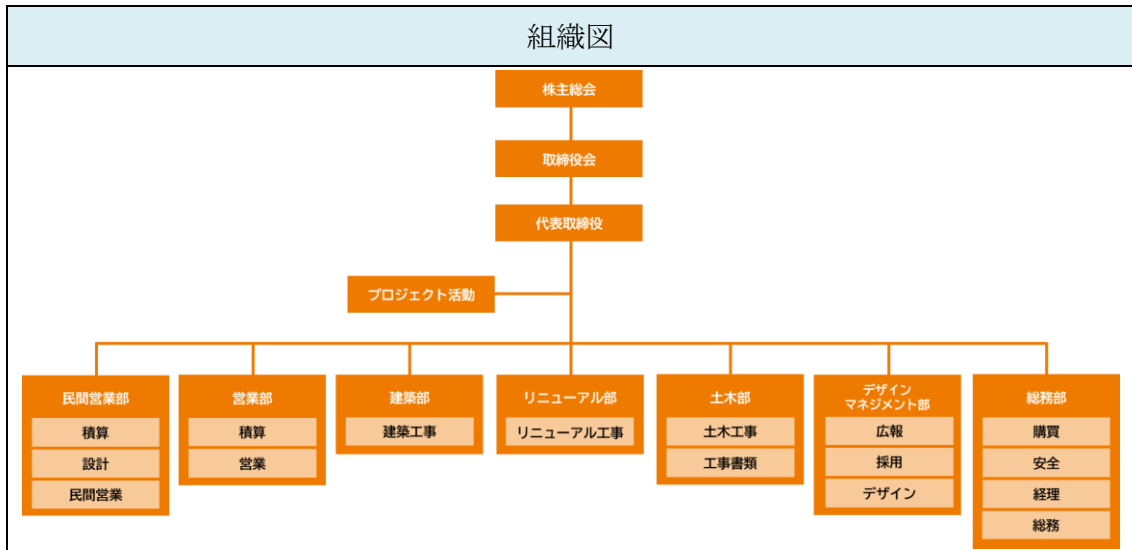 組織図
株主総会
取締役会
代表取締役
プロジェクト活動
民間営業部
積算
設計
民間営業
営業部
積算
営業
建築部
建築工事
リニューアル部
リニューアル工事
土木部
土木工事
工事書類
デザイン
マネジメント部
広報
採用
デザイン
総務部
購買
安全
経理
総務